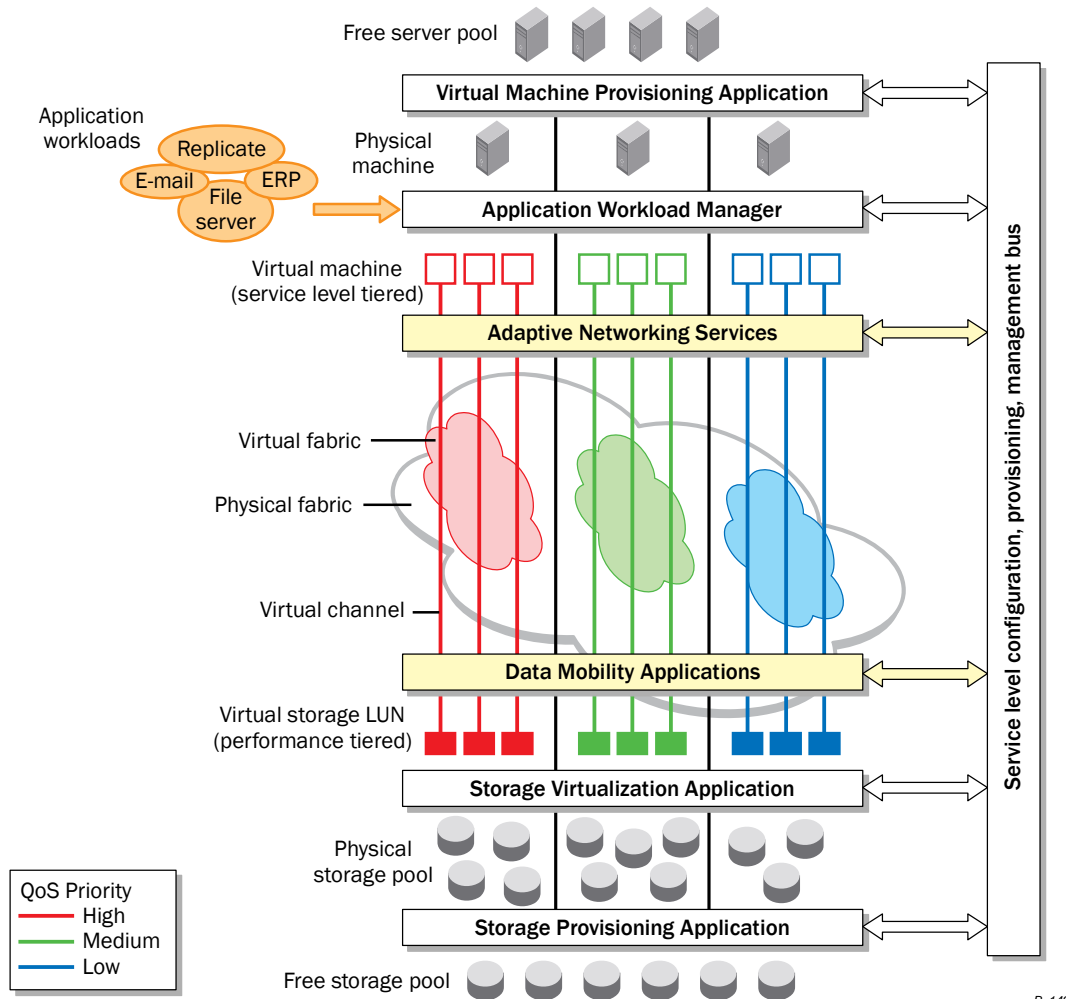 Free server pool
Virtual Machine Provisioning Application
Application
workloads
Replicate
E-mail
ERP
File
server
Physical
machine
Application Workload Manager
Virtual machine
(service level tiered)
Adaptive Networking Services
Virtual fabric
Physical fabric
Virtual channel
Data Mobility Applications
Virtual storage LUN
(performance tiered)
Storage Virtualization Application
Physical
storage pool
Storage Provisioning Application
Free storage pool
Service level configuration, provisioning, management bus
QoS Priority
High
Medium
Low